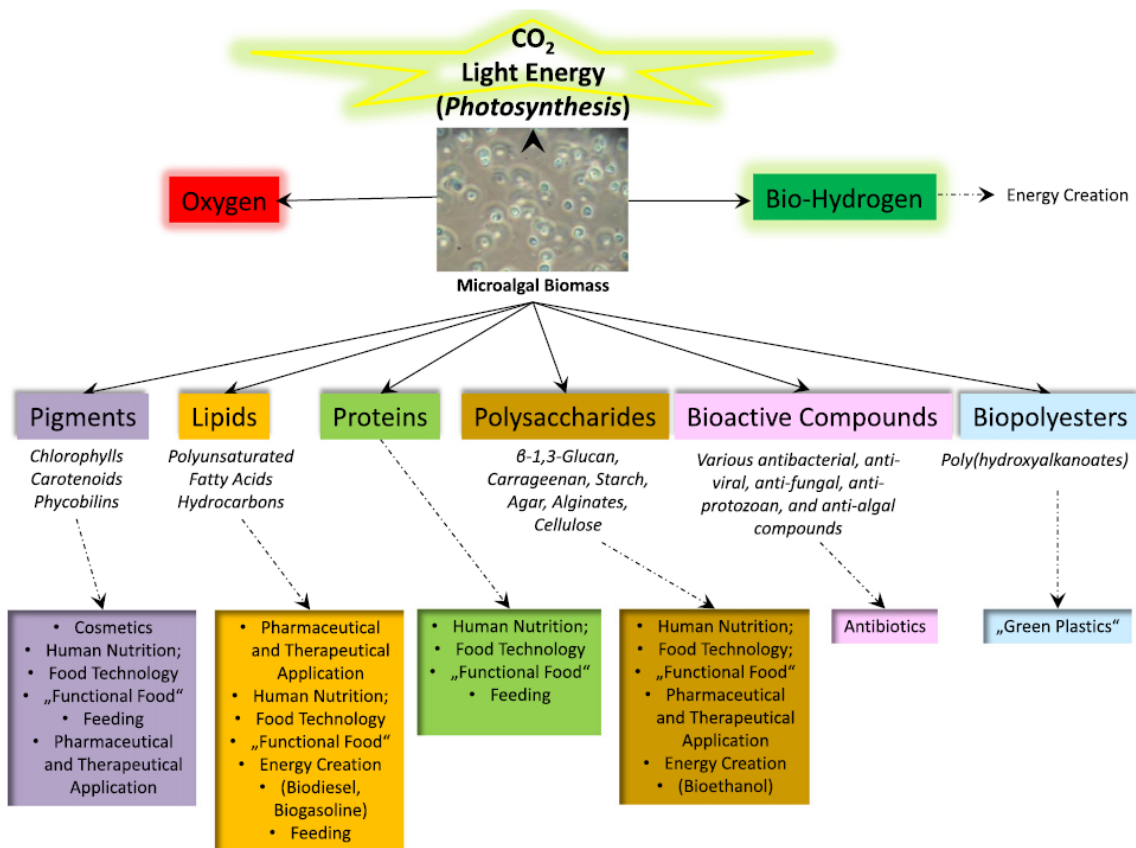 CO₂
Light Energy
(Photosynthesis)
Oxygen
Bio-Hydrogen
Energy Creation
Microalgal Biomass
Pigments
Lipids
Proteins
Polysaccharides
Bioactive Compounds
Biopolyesters
Chlorophylls
Carotenoids
Phycobilins
Polyunsaturated
Fatty Acids
Hydrocarbons
β-1,3-Glucan,
Carrageenan, Starch,
Agar, Alginates,
Cellulose
Various antibacterial, anti-
viral, anti-fungal, anti-
protozoan, and anti-algal
compounds
Poly(hydroxyalkanoates)
• Cosmetics
• Human Nutrition;
• Food Technology
• „Functional Food“
• Feeding
• Pharmaceutical
and Therapeutical
Application
• Pharmaceutical
and Therapeutical
Application
• Human Nutrition;
• Food Technology
• „Functional Food“
• Energy Creation
• (Biodiesel,
Biogasoline)
• Feeding
• Human Nutrition;
• Food Technology
• „Functional Food“
• Feeding
• Human Nutrition;
• Food Technology;
• „Functional Food“
• Pharmaceutical
and Therapeutical
Application
• Energy Creation
• (Bioethanol)
Antibiotics
„Green Plastics“